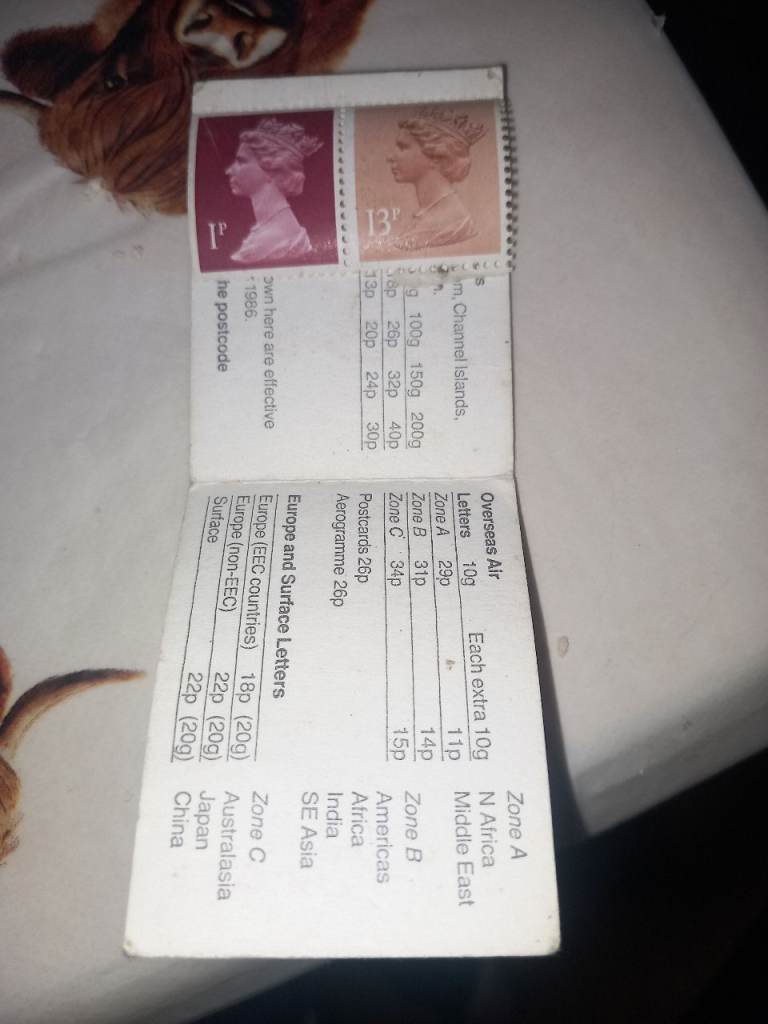 1P
13P
s
m, Channel Islands,
n.
g 100g 150g 200g
8p 26p 32p 40p
13p 20p 24p 30p
own here are effective
1986.
he postcode
Overseas Air
Letters 10g Each extra 10g
Zone A 29p 11p
Zone B 31p 14p
Zone C 34p 15p
Postcards 26p
Aerogramme 26p
Europe and Surface Letters
Europe (EEC countries) 18p (20g)
Europe (non-EEC) 22p (20g)
Surface 22p (20g)
Zone A
N Africa
Middle East
Zone B
Americas
Africa
India
SE Asia
Zone C
Australasia
Japan
China